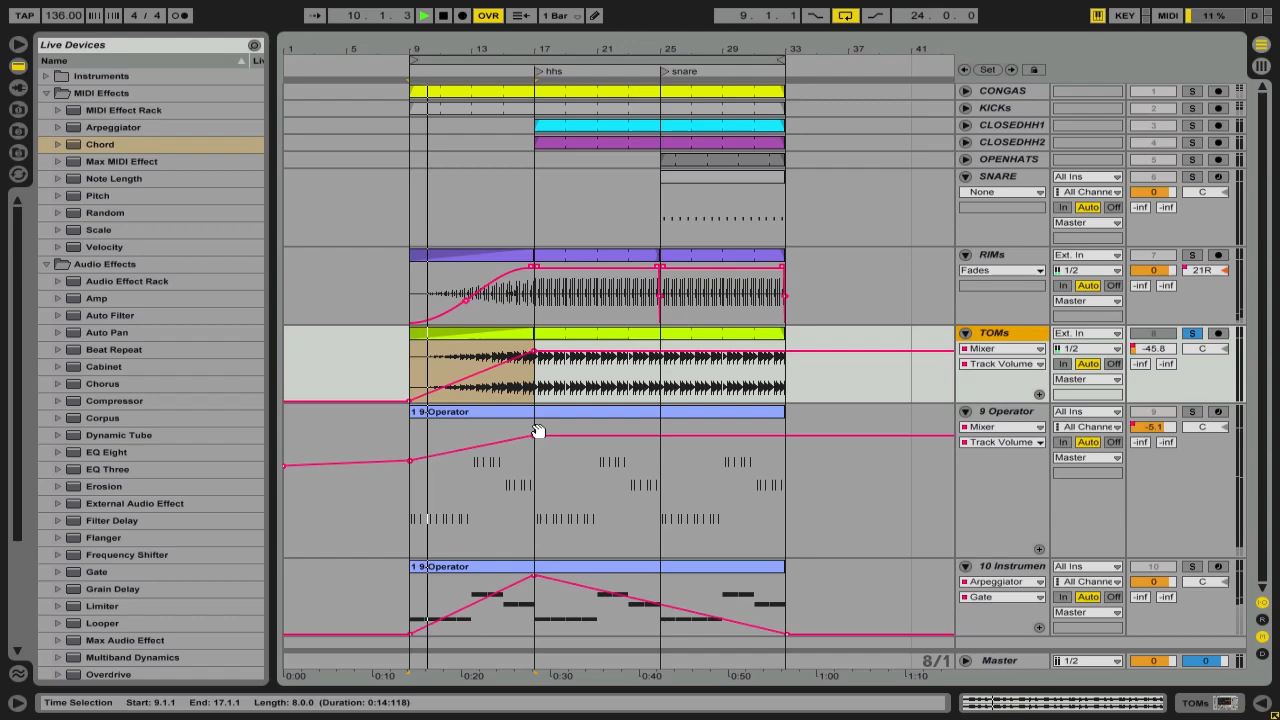 TAP 136.00 4 / 4 10. 1. 3 OVR 1 Bar 9. 1. 1 24. 0. 0 KEY MIDI 11 % D
Live Devices
Name
Instruments
MIDI Effects
MIDI Effect Rack
Arpeggiator
Chord
Max MIDI Effect
Note Length
Pitch
Random
Scale
Velocity
Audio Effects
Audio Effect Rack
Amp
Auto Filter
Auto Pan
Beat Repeat
Cabinet
Chorus
Compressor
Corpus
Dynamic Tube
EQ Eight
EQ Three
Erosion
External Audio Effect
Filter Delay
Flanger
Frequency Shifter
Gate
Grain Delay
Limiter
Looper
Max Audio Effect
Multiband Dynamics
Overdrive
1 5 9 13 17 21 25 29 33 37 41
hhs snare
Set
CONGAS 1 S
KICKs 2 S
CLOSEDHH1 3 S
CLOSEDHH2 4 S
OPENHATS 5 S
SNARE All Ins 6 S
None All Channe 0 C
In Auto Off -inf -inf
Master
RIMs Ext. In 7 S
Fades 1/2 0 21R
In Auto Off -inf -inf
Master
TOMs Ext. In 8 S
Mixer 1/2 -45.8 C
Track Volume In Auto Off -inf -inf
Master
1 9-Operator
9 Operator All Ins 9 S
Mixer All Channe -5.1 C
Track Volume In Auto Off -inf -inf
Master
1 9-Operator
10 Instrumen All Ins 10 S
Arpeggiator All Channe 0 C
Gate In Auto Off -inf -inf
Master
8/1
Master 1/2 0 0
0:00 0:10 0:20 0:30 0:40 0:50 1:00 1:10
Time Selection Start: 9.1.1 End: 17.1.1 Length: 8.0.0 (Duration: 0:14:118)
TOMs